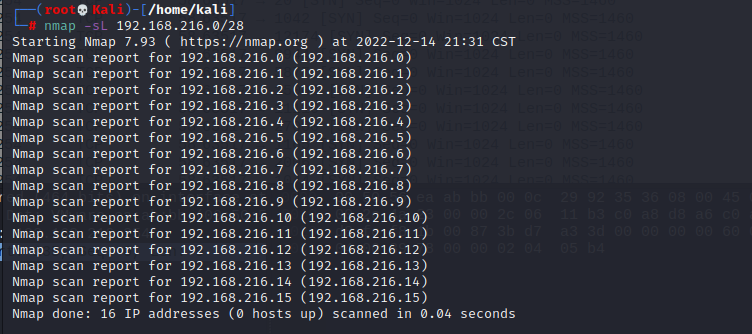 ┌──(root💀Kali)-[/home/kali]
└─# nmap -sL 192.168.216.0/28
Starting Nmap 7.93 ( https://nmap.org ) at 2022-12-14 21:31 CST
Nmap scan report for 192.168.216.0 (192.168.216.0)
Nmap scan report for 192.168.216.1 (192.168.216.1)
Nmap scan report for 192.168.216.2 (192.168.216.2)
Nmap scan report for 192.168.216.3 (192.168.216.3)
Nmap scan report for 192.168.216.4 (192.168.216.4)
Nmap scan report for 192.168.216.5 (192.168.216.5)
Nmap scan report for 192.168.216.6 (192.168.216.6)
Nmap scan report for 192.168.216.7 (192.168.216.7)
Nmap scan report for 192.168.216.8 (192.168.216.8)
Nmap scan report for 192.168.216.9 (192.168.216.9)
Nmap scan report for 192.168.216.10 (192.168.216.10)
Nmap scan report for 192.168.216.11 (192.168.216.11)
Nmap scan report for 192.168.216.12 (192.168.216.12)
Nmap scan report for 192.168.216.13 (192.168.216.13)
Nmap scan report for 192.168.216.14 (192.168.216.14)
Nmap scan report for 192.168.216.15 (192.168.216.15)
Nmap done: 16 IP addresses (0 hosts up) scanned in 0.04 seconds